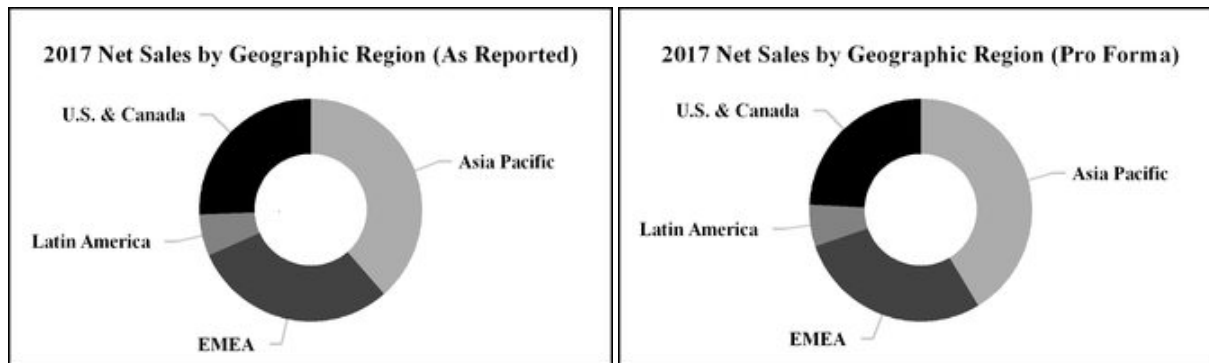 2017 Net Sales by Geographic Region (As Reported)
U.S. & Canada
Asia Pacific
Latin America
EMEA
2017 Net Sales by Geographic Region (Pro Forma)
U.S. & Canada
Asia Pacific
Latin America
EMEA